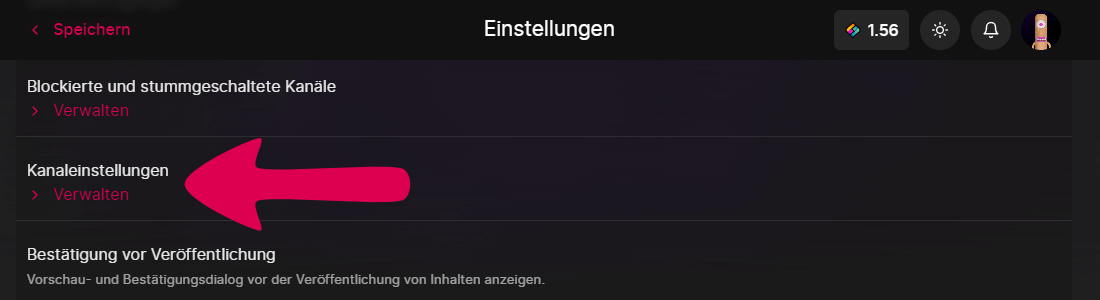 Speichern
Einstellungen
1.56
Blockierte und stummgeschaltete Kanäle
Verwalten
Kanaleinstellungen
Verwalten
Bestätigung vor Veröffentlichung
Vorschau- und Bestätigungsdialog vor der Veröffentlichung von Inhalten anzeigen.